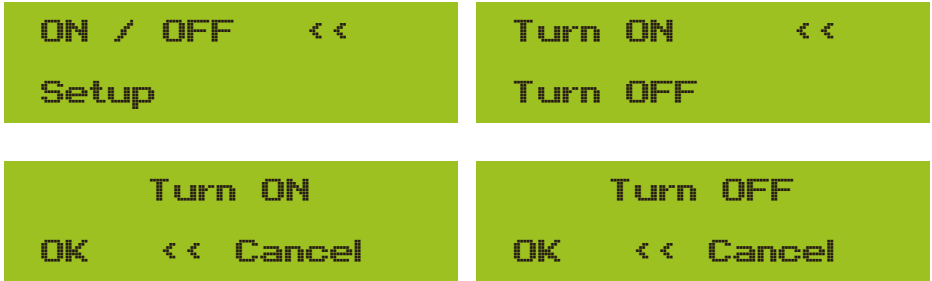 ON / OFF <<
Setup
Turn ON <<
Turn OFF
Turn ON
OK << Cancel
Turn OFF
OK << Cancel